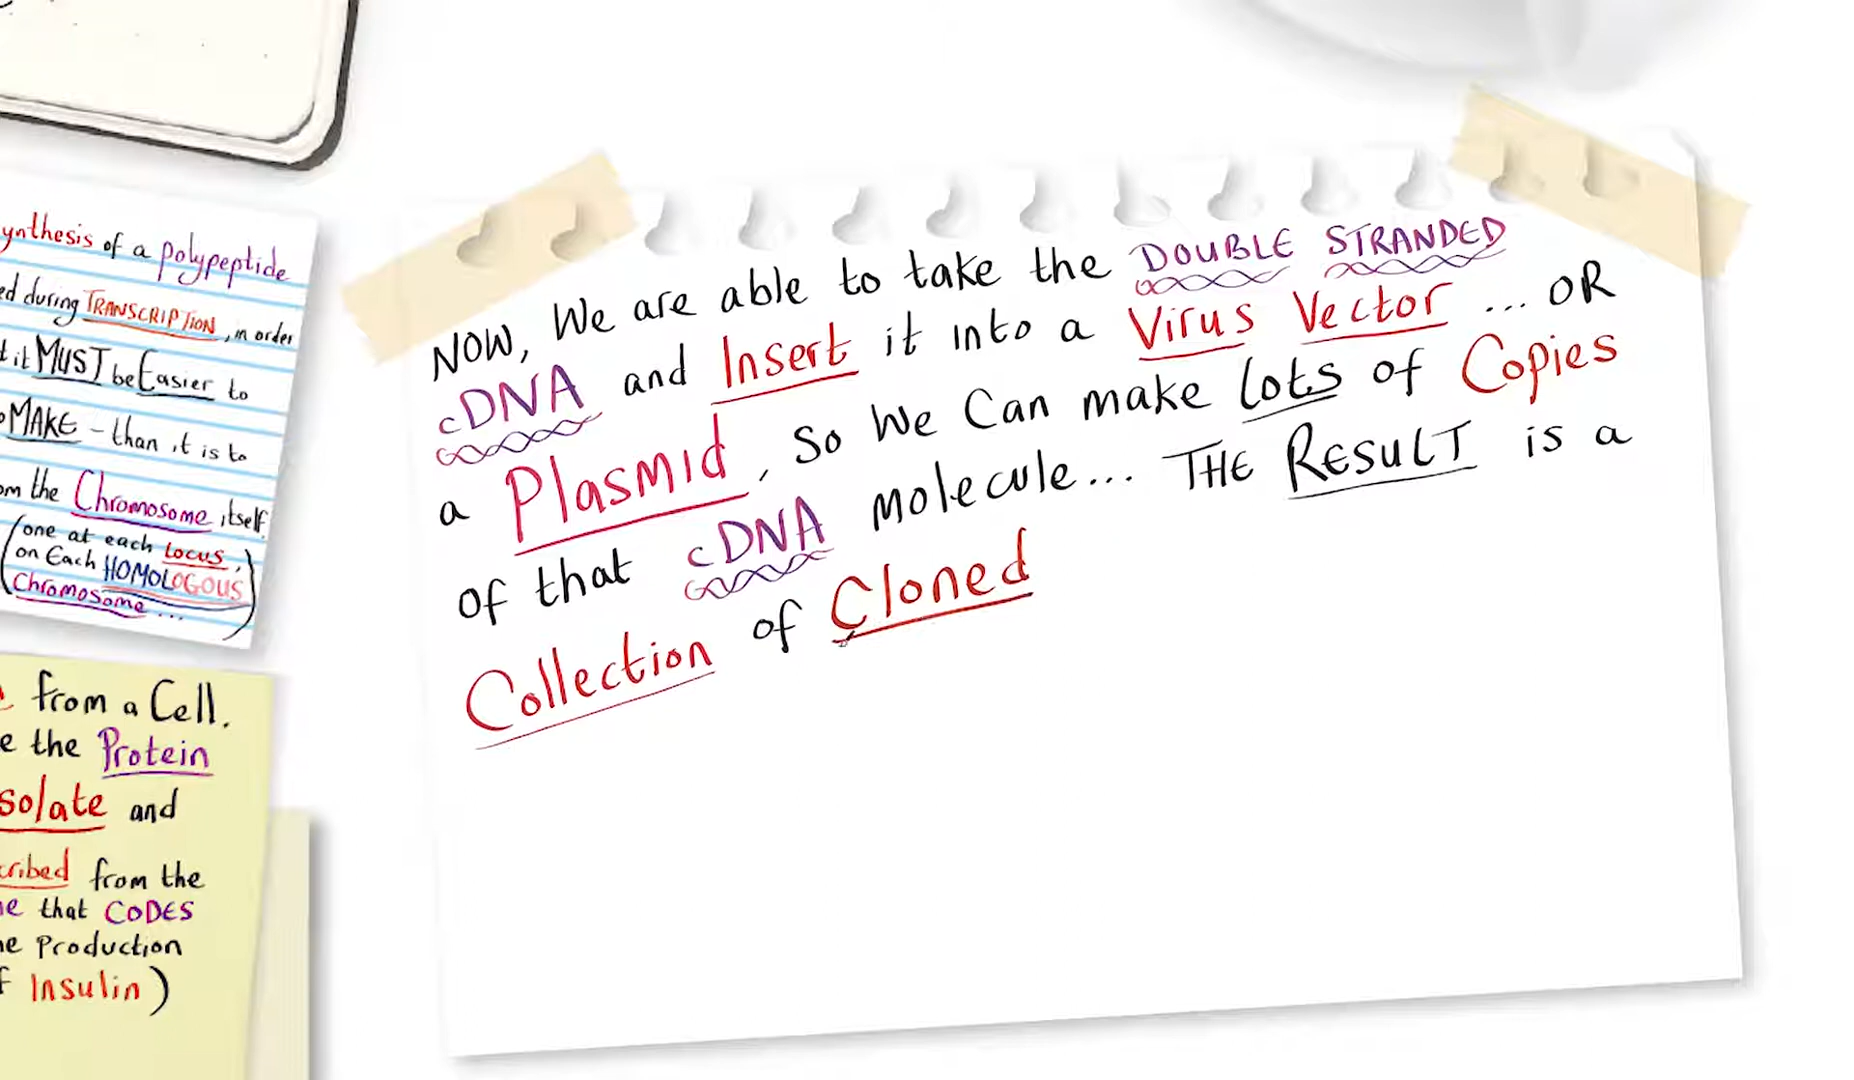 ynthesis of a polypeptide
ed during TRANSCRIPTION, in order
t it MUST be Easier to
MAKE - than it is to
om the Chromosome itself
(one at each Locus,
on Each HOMOLOGOUS
Chromosome...)
from a Cell.
e the Protein
solate and
cribed from the
e that CODES
e Production
f Insulin)
NOW, We are able to take the DOUBLE STRANDED
cDNA and Insert it into a Virus Vector ... OR
a Plasmid, So We Can make lots of Copies
of that cDNA molecule... THE RESULT is a
Collection of Cloned